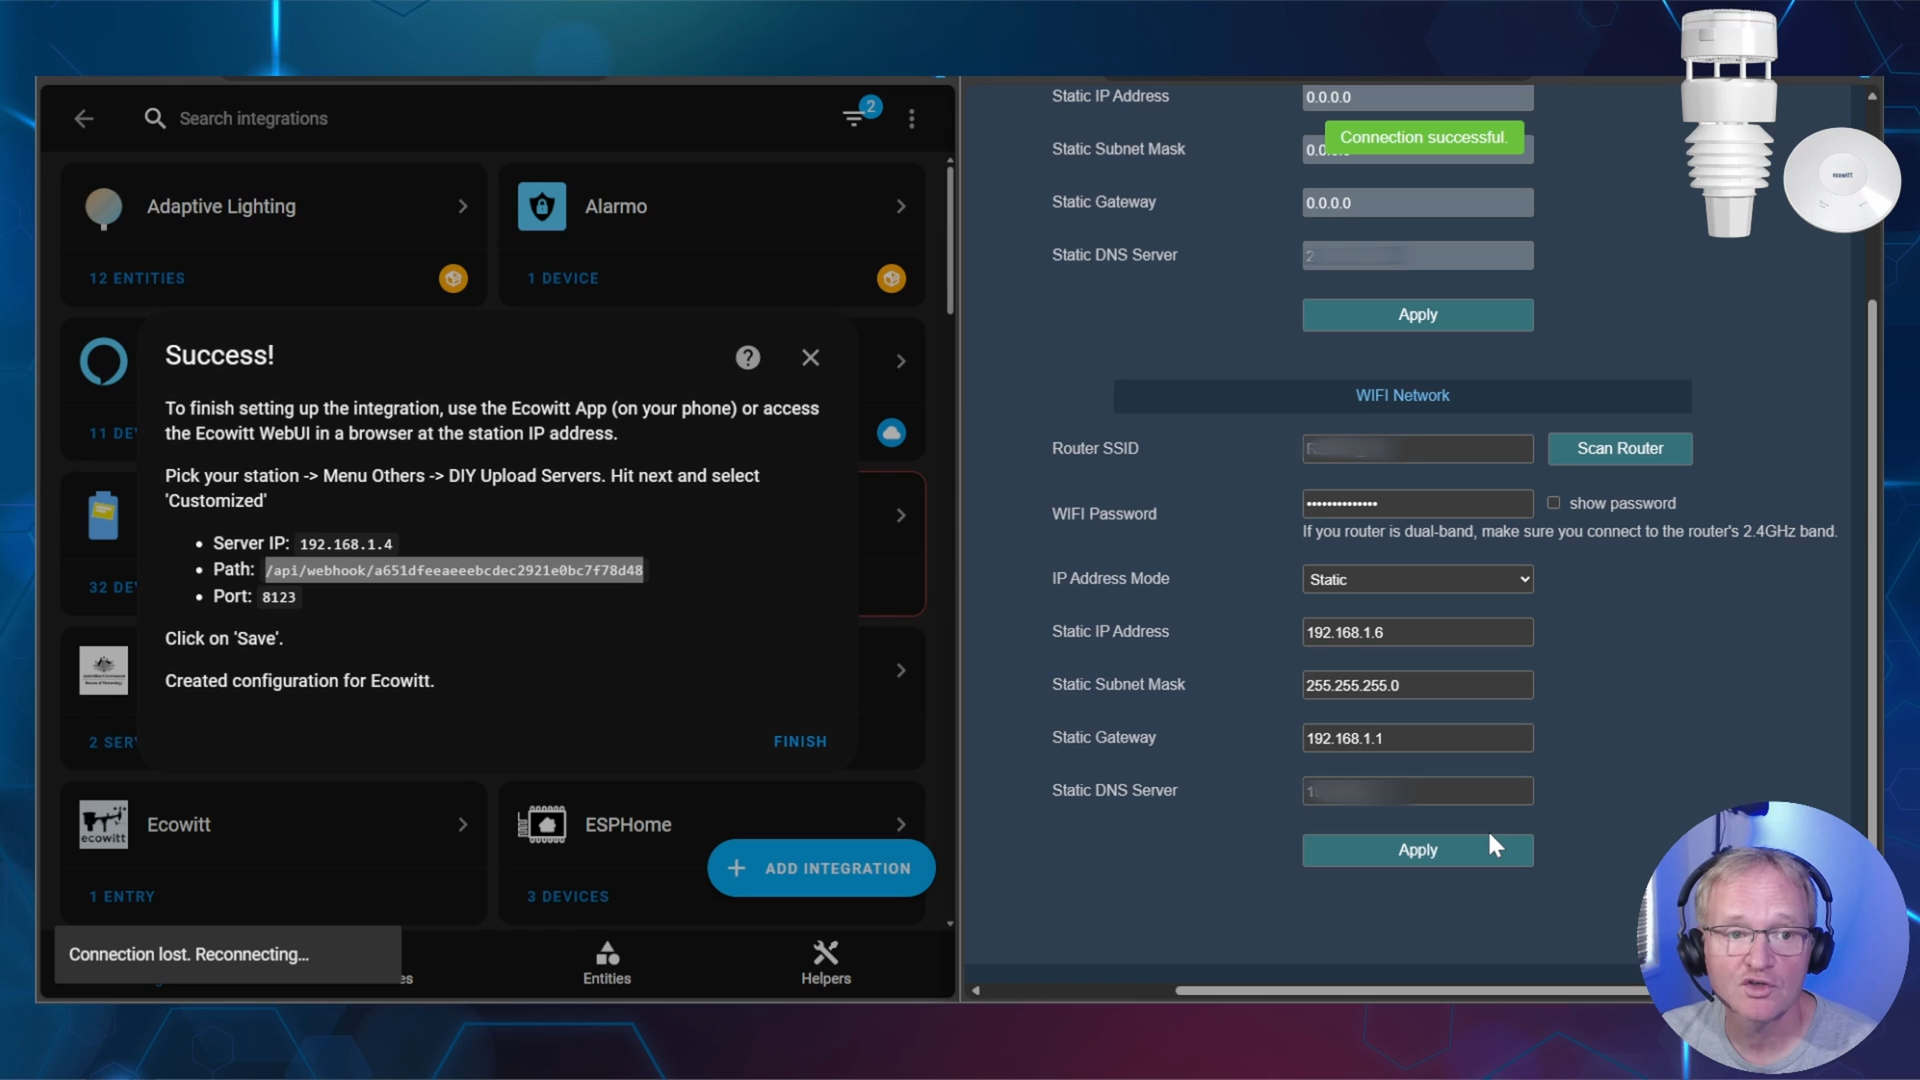 Search integrations
2
Adaptive Lighting
12 ENTITIES
Alarmo
1 DEVICE
11 DE
32 DE
2 SER
Success!
To finish setting up the integration, use the Ecowitt App (on your phone) or access
the Ecowitt WebUI in a browser at the station IP address.
Pick your station -> Menu Others -> DIY Upload Servers. Hit next and select
'Customized'
Server IP: 192.168.1.4
Path: /api/webhook/a651dfeeaeeebcdec2921e0bc7f78d48
Port: 8123
Click on 'Save'.
Created configuration for Ecowitt.
FINISH
ecowitt
Ecowitt
1 ENTRY
ESPHome
3 DEVICES
+ ADD INTEGRATION
Connection lost. Reconnecting...
es
Entities
Helpers
Static IP Address
0.0.0.0
Connection successful.
Static Subnet Mask
Static Gateway
0.0.0.0
Static DNS Server
2
Apply
WIFI Network
Router SSID
Scan Router
WIFI Password
••••••••••••••
show password
If you router is dual-band, make sure you connect to the router's 2.4GHz band.
IP Address Mode
Static
Static IP Address
192.168.1.6
Static Subnet Mask
255.255.255.0
Static Gateway
192.168.1.1
Static DNS Server
Apply
ecowitt